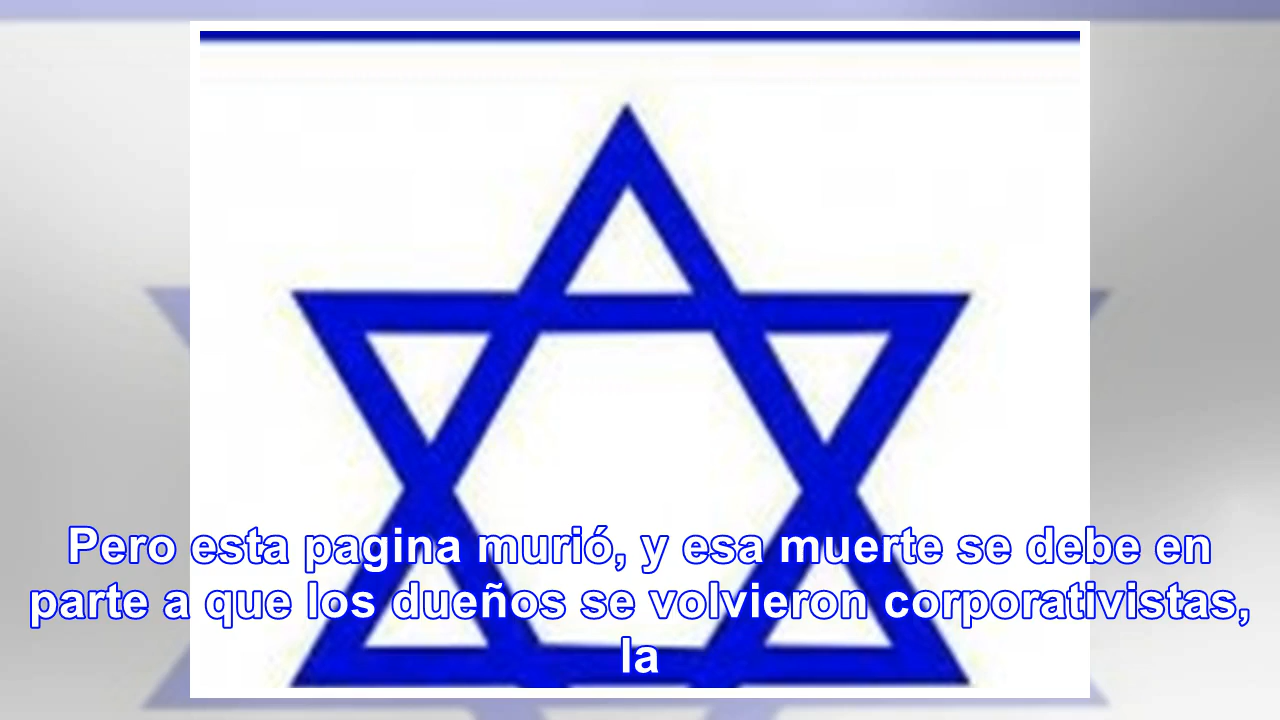 Pero esta pagina murió, y esa muerte se debe en
parte a que los dueños se volvieron corporativistas,
la